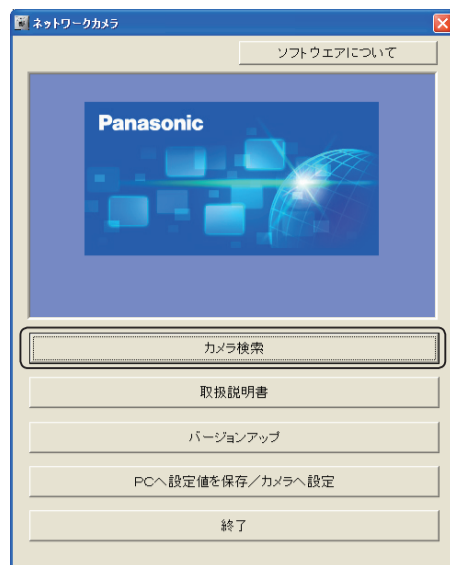 ネットワークカメラ
ソフトウエアについて
Panasonic
カメラ検索
取扱説明書
バージョンアップ
PCへ設定値を保存／カメラへ設定
終了